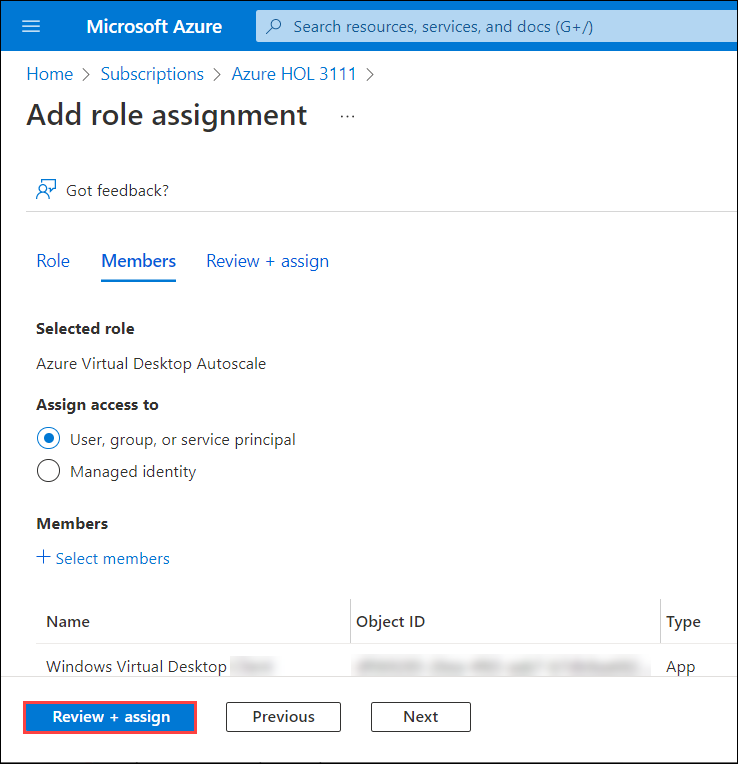 Microsoft Azure
Search resources, services, and docs (G+/)
Home > Subscriptions > Azure HOL 3111 >
Add role assignment ...
Got feedback?
Role Members Review + assign
Selected role
Azure Virtual Desktop Autoscale
Assign access to
User, group, or service principal
Managed identity
Members
+ Select members
Name Object ID Type
Windows Virtual Desktop App
Review + assign Previous Next